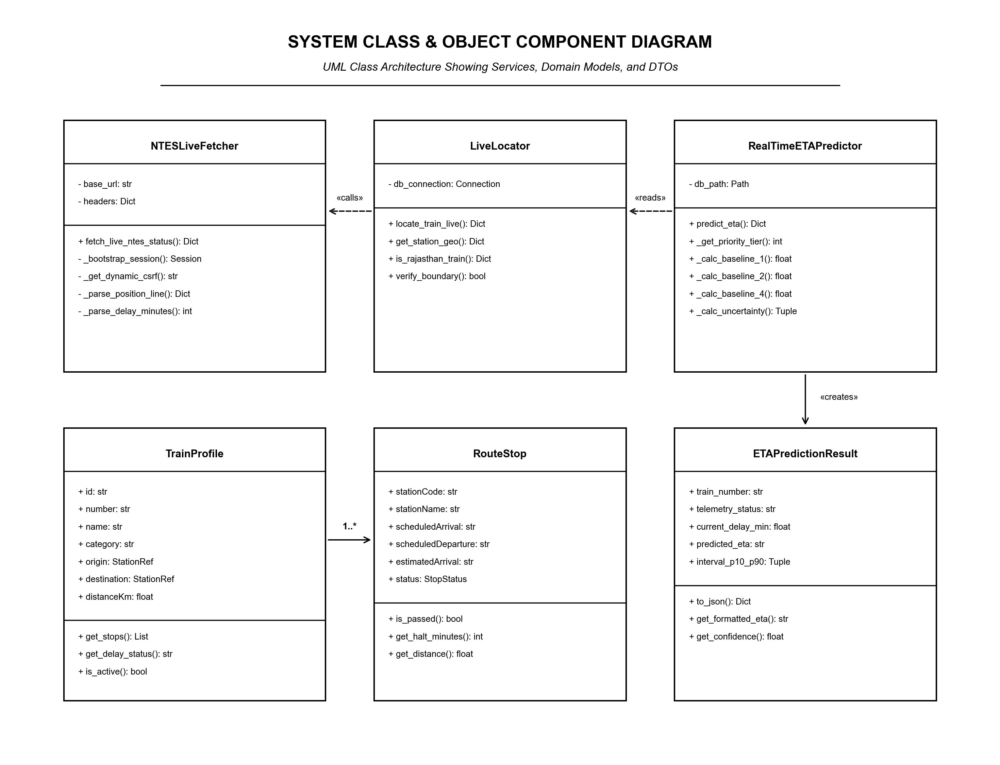 SYSTEM CLASS & OBJECT COMPONENT DIAGRAM
UML Class Architecture Showing Services, Domain Models, and DTOs
NTESLiveFetcher
- base_url: str
- headers: Dict
+ fetch_live_ntes_status(): Dict
- _bootstrap_session(): Session
- _get_dynamic_csrf(): str
- _parse_position_line(): Dict
- _parse_delay_minutes(): int
«calls»
LiveLocator
- db_connection: Connection
+ locate_train_live(): Dict
+ get_station_geo(): Dict
+ is_rajasthan_train(): Dict
+ verify_boundary(): bool
«reads»
RealTimeETAPredictor
- db_path: Path
+ predict_eta(): Dict
+ _get_priority_tier(): int
+ _calc_baseline_1(): float
+ _calc_baseline_2(): float
+ _calc_baseline_4(): float
+ _calc_uncertainty(): Tuple
«creates»
TrainProfile
+ id: str
+ number: str
+ name: str
+ category: str
+ origin: StationRef
+ destination: StationRef
+ distanceKm: float
+ get_stops(): List
+ get_delay_status(): str
+ is_active(): bool
1..*
RouteStop
+ stationCode: str
+ stationName: str
+ scheduledArrival: str
+ scheduledDeparture: str
+ estimatedArrival: str
+ status: StopStatus
+ is_passed(): bool
+ get_halt_minutes(): int
+ get_distance(): float
ETAPredictionResult
+ train_number: str
+ telemetry_status: str
+ current_delay_min: float
+ predicted_eta: str
+ interval_p10_p90: Tuple
+ to_json(): Dict
+ get_formatted_eta(): str
+ get_confidence(): float